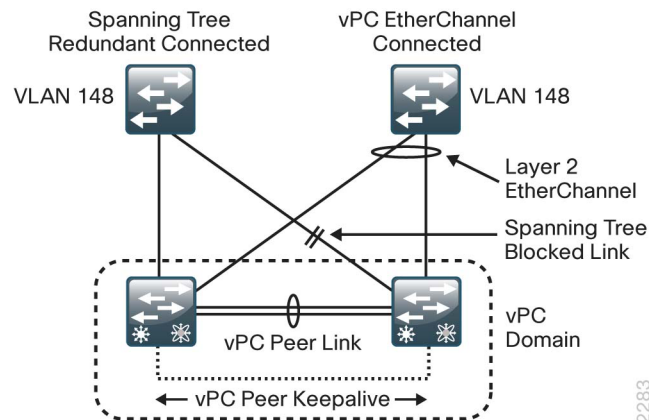 Spanning Tree
Redundant Connected
vPC EtherChannel
Connected
VLAN 148
VLAN 148
Layer 2
EtherChannel
Spanning Tree
Blocked Link
vPC Peer Link
vPC
Domain
vPC Peer Keepalive
2283